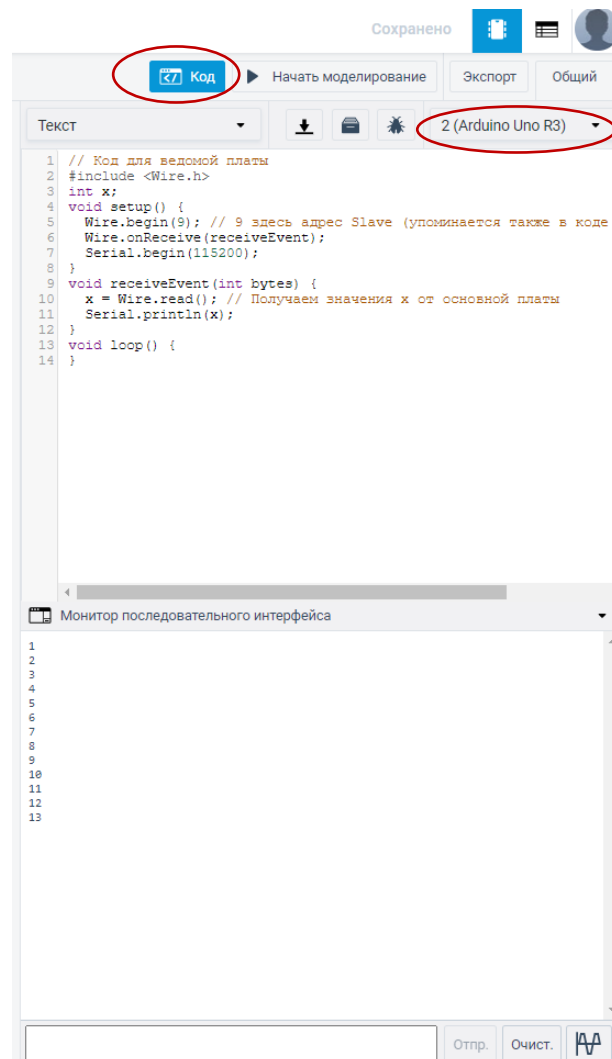 Сохранено
Код Начать моделирование Экспорт Общий
Текст 2 (Arduino Uno R3)
1 // Код для ведомой платы
2 #include <Wire.h>
3 int x;
4 void setup() {
5 Wire.begin(9); // 9 здесь адрес Slave (упоминается также в коде
6 Wire.onReceive(receiveEvent);
7 Serial.begin(115200);
8 }
9 void receiveEvent(int bytes) {
10 x = Wire.read(); // Получаем значения x от основной платы
11 Serial.println(x);
12 }
13 void loop() {
14 }
Монитор последовательного интерфейса
1
2
3
4
5
6
7
8
9
10
11
12
13
Отпр. Очист.